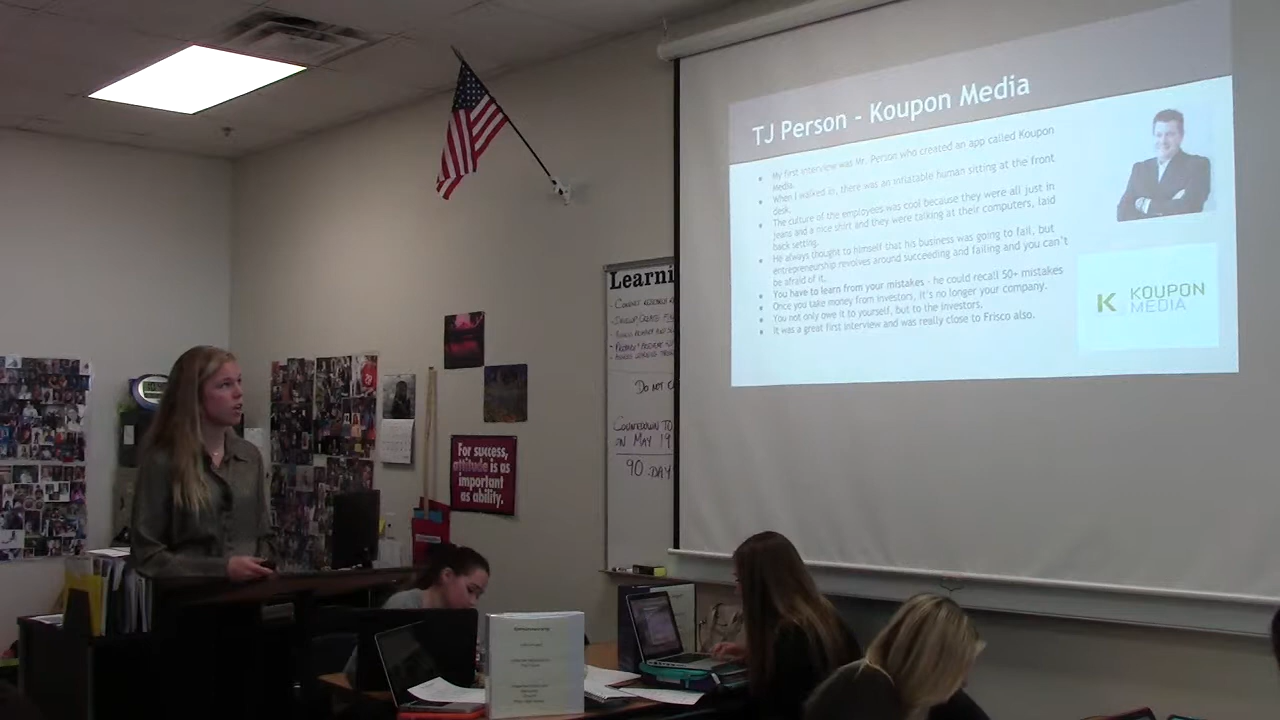 TJ Person - Koupon Media
My first interview was Mr. Person who created an app called Koupon
Media.
When I walked in, there was an inflatable human sitting at the front
desk.
The culture of the employees was cool because they were all just in
jeans and a nice shirt and they were talking at their computers, laid
back setting.
He always thought to himself that his business was going to fail, but
entrepreneurship revolves around succeeding and failing and you can't
be afraid of it.
You have to learn from your mistakes - he could recall 50+ mistakes
Once you take money from investors, it's no longer your company.
You not only owe it to yourself, but to the investors.
It was a great first interview and was really close to Frisco also.
K KOUPON
MEDIA
Learni
Do not
Countdown to
on May 19
90 day
For success,
attitude is as
important
as ability.